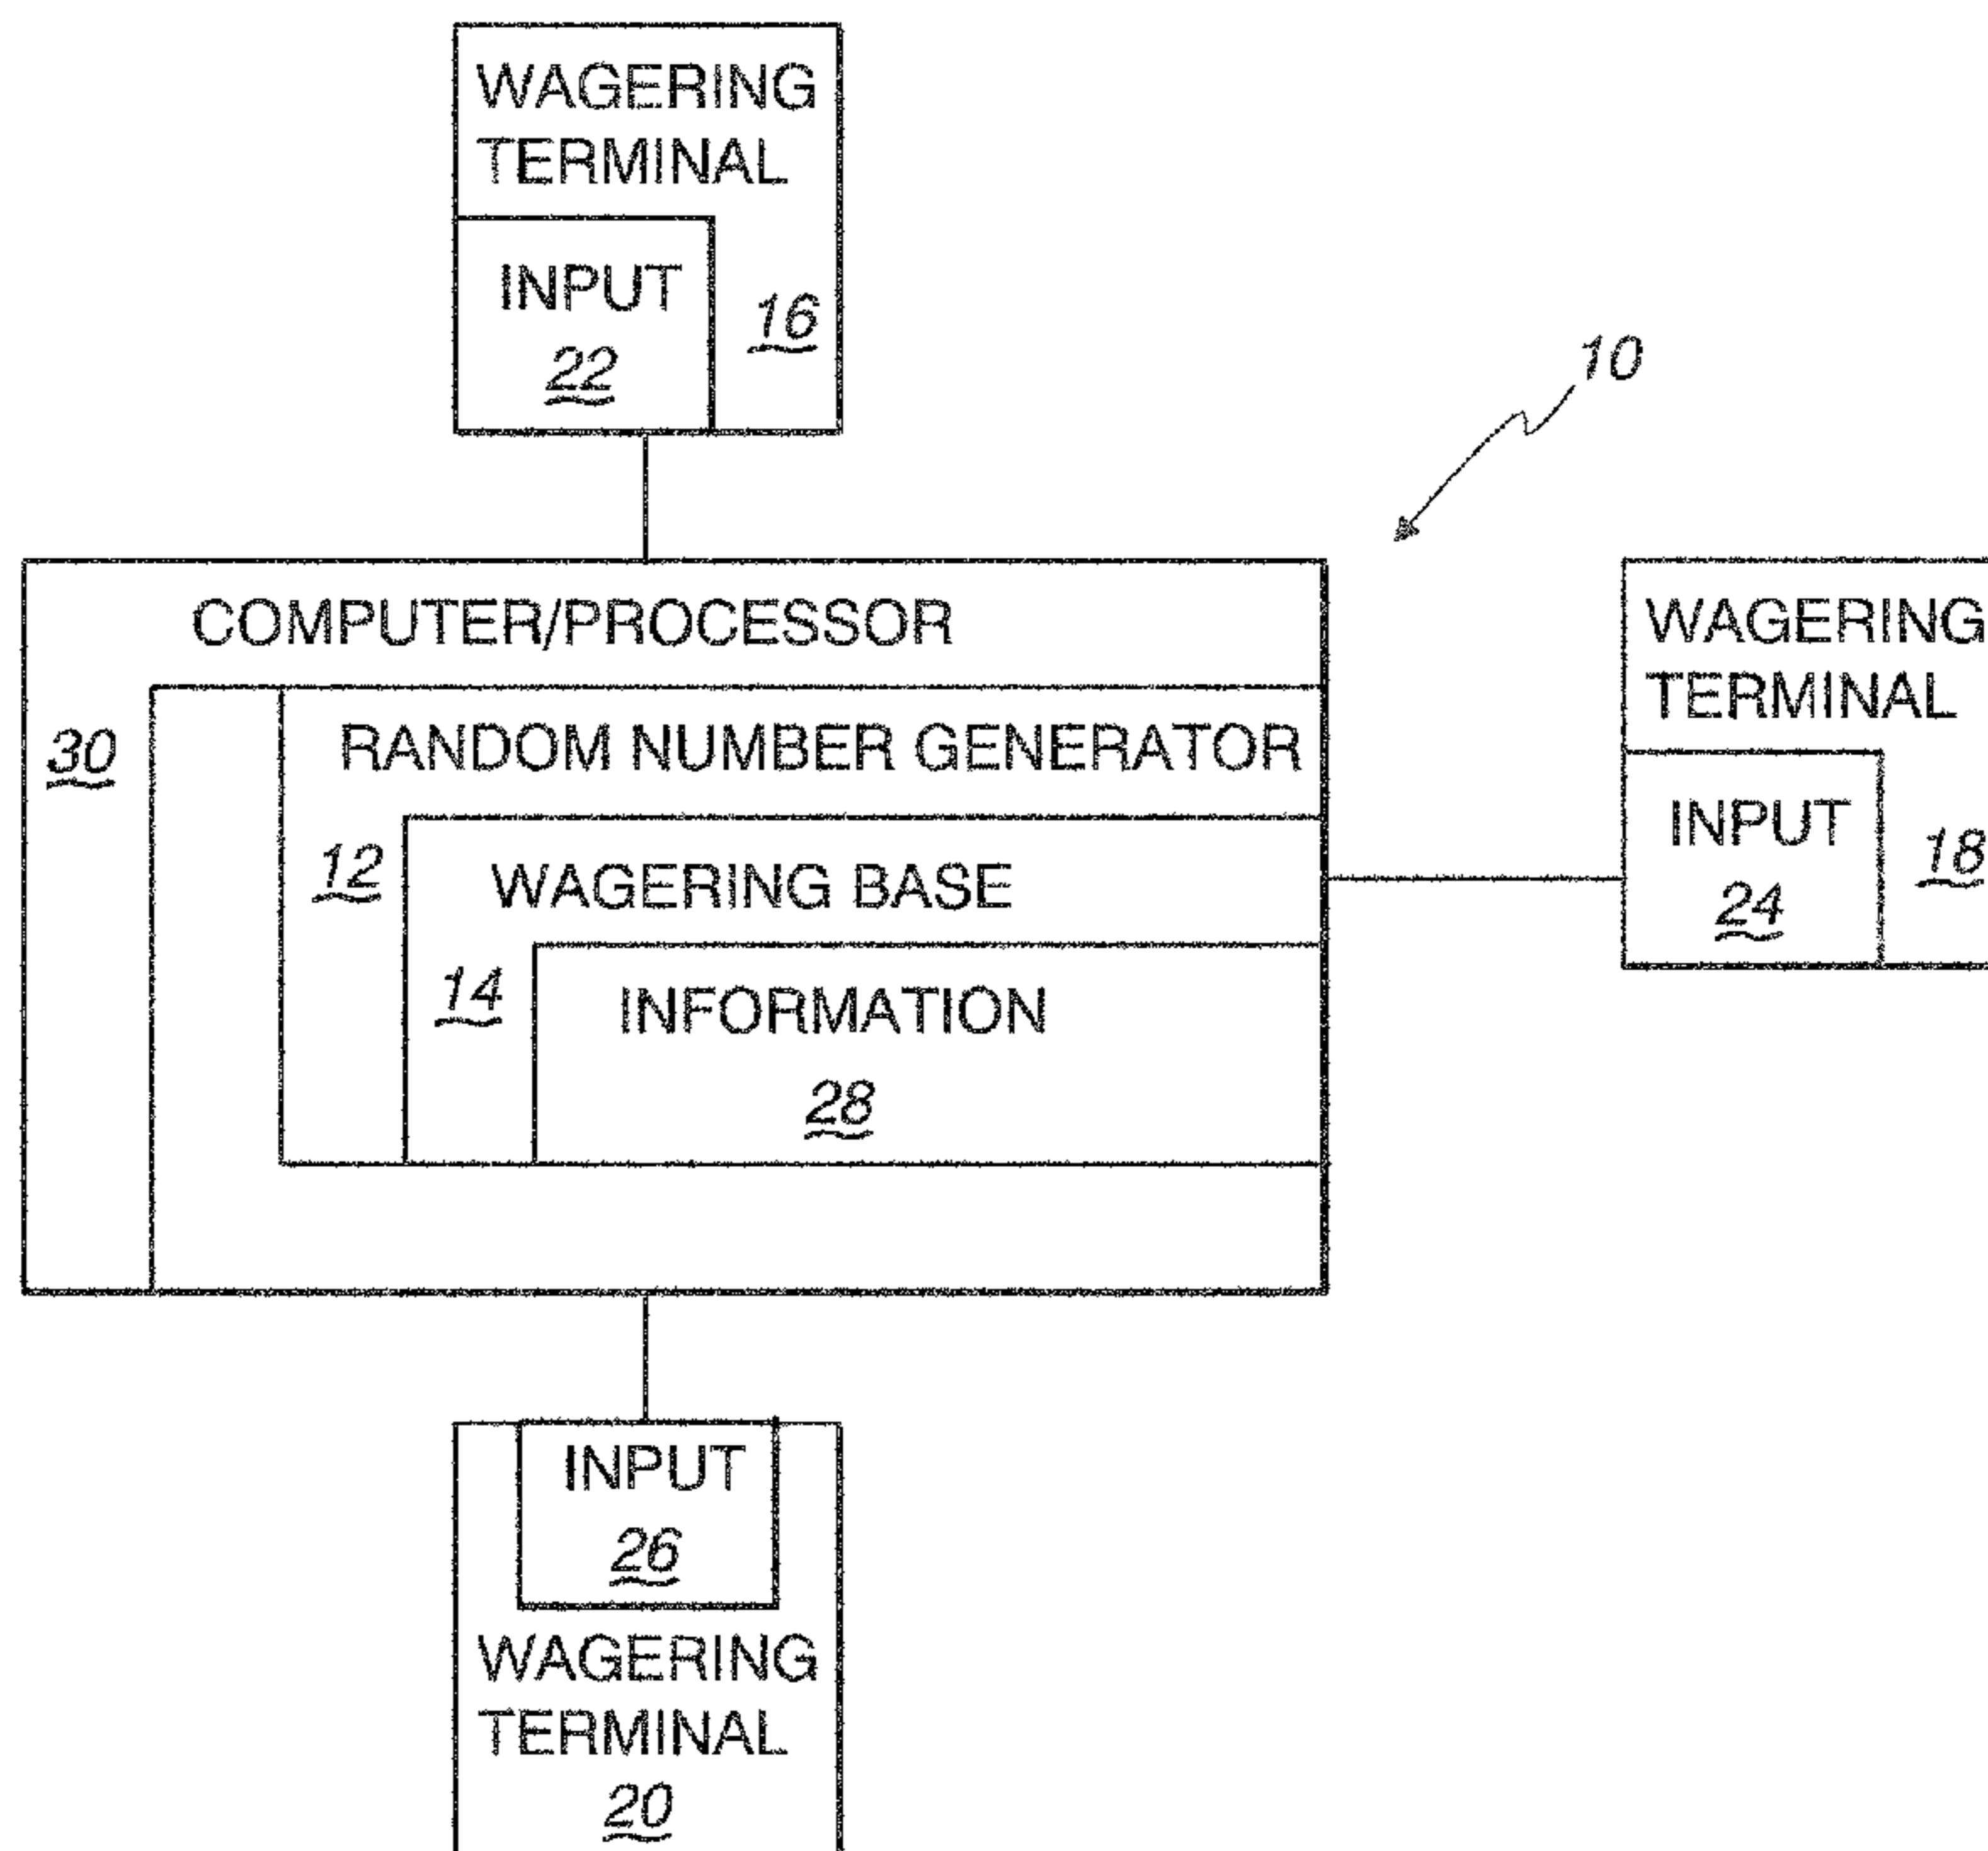 WAGERING
TERMINAL
INPUT
22
16
10
COMPUTER/PROCESSOR
30
RANDOM NUMBER GENERATOR
12
WAGERING BASE
14
INFORMATION
28
WAGERING
TERMINAL
INPUT
24
18
INPUT
26
WAGERING
TERMINAL
20